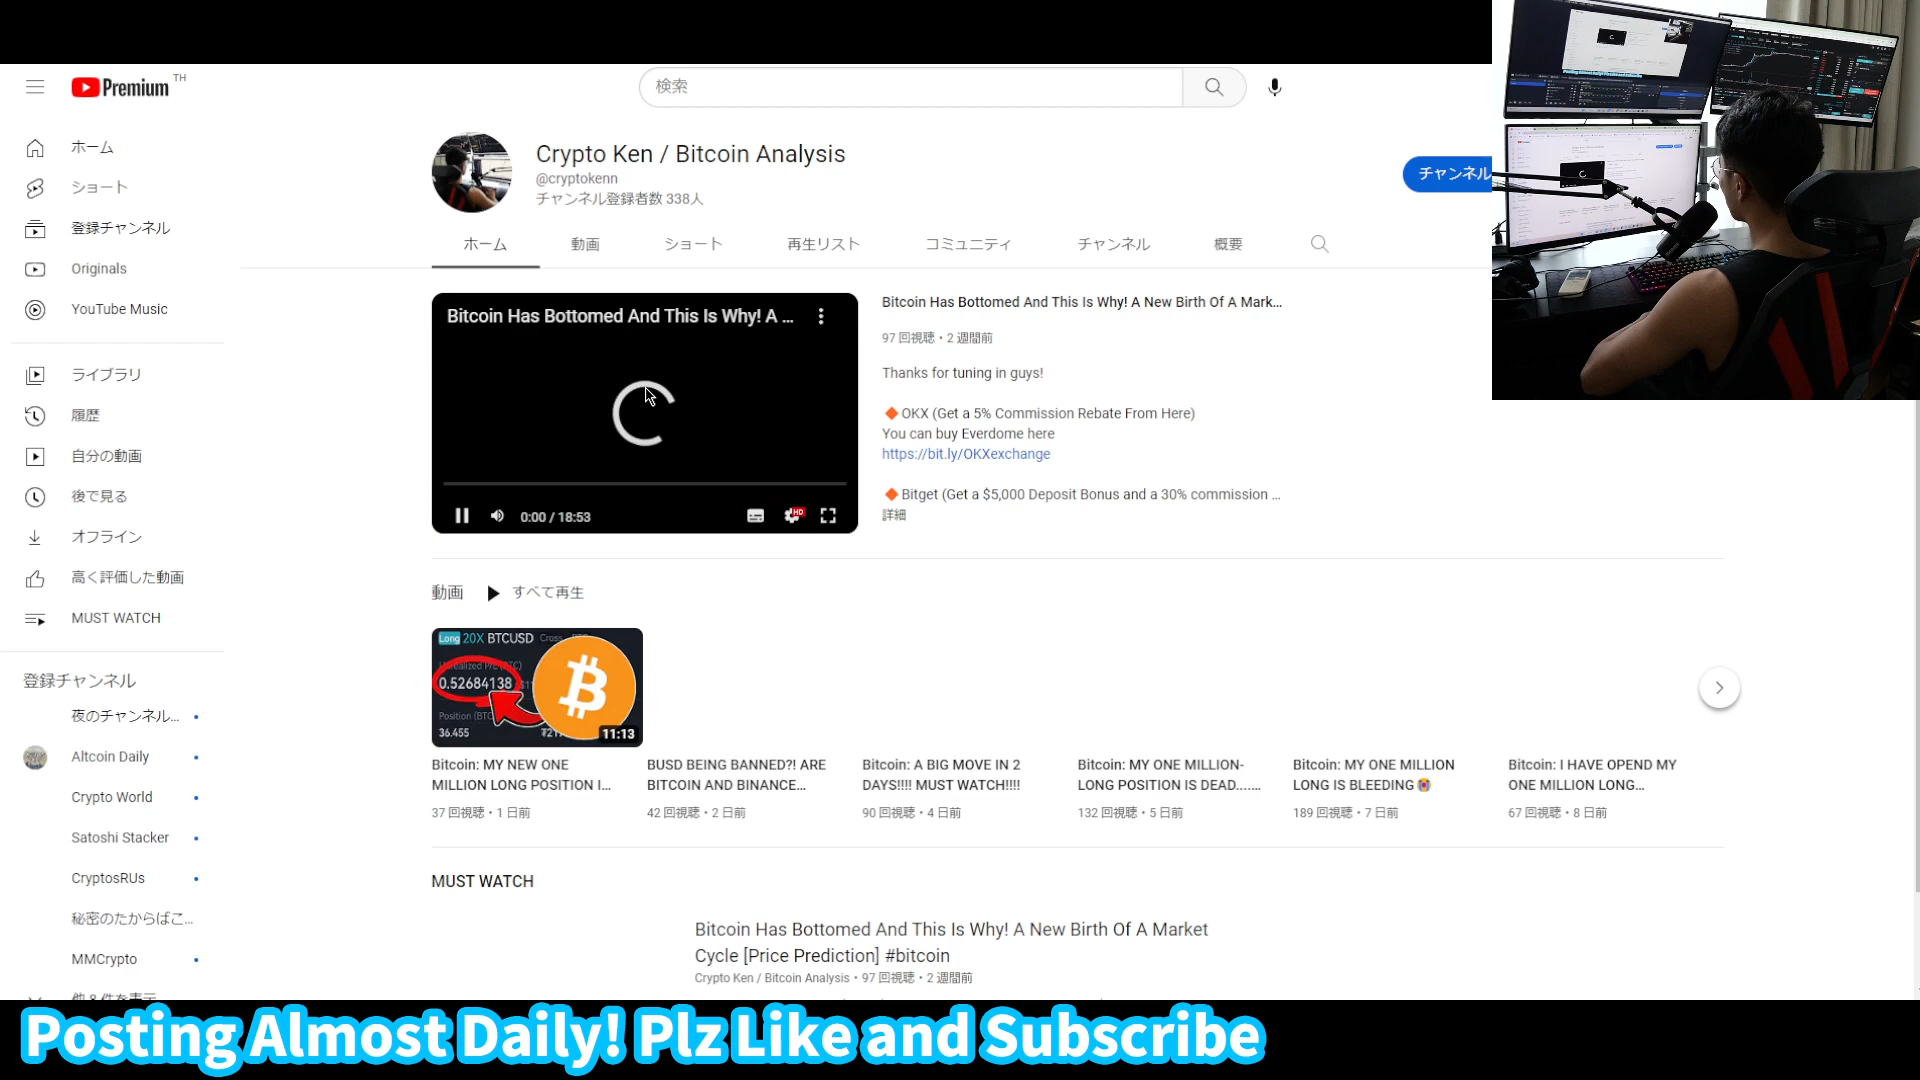 Premium TH
検索
ホーム
ショート
登録チャンネル
Originals
YouTube Music
ライブラリ
履歴
自分の動画
後で見る
オフライン
高く評価した動画
MUST WATCH
登録チャンネル
夜のチャンネル...
Altcoin Daily
Crypto World
Satoshi Stacker
CryptosRUs
秘密のたからばこ...
MMCrypto
他 8 件を表示
Crypto Ken / Bitcoin Analysis
@cryptokenn
チャンネル登録者数 338人
チャンネル
ホーム 動画 ショート 再生リスト コミュニティ チャンネル 概要
Bitcoin Has Bottomed And This Is Why! A ...
0:00 / 18:53
HD
Bitcoin Has Bottomed And This Is Why! A New Birth Of A Mark...
97 回視聴・2 週間前
Thanks for tuning in guys!
🔶 OKX (Get a 5% Commission Rebate From Here)
You can buy Everdome here
https://bit.ly/OKXexchange
🔶 Bitget (Get a $5,000 Deposit Bonus and a 30% commission ...
詳細
動画 すべて再生
Long 20X BTCUSD Cross
0.52684138
Position (BTC
36.455
11:13
Bitcoin: MY NEW ONE
MILLION LONG POSITION I...
37 回視聴・1 日前
BUSD BEING BANNED?! ARE
BITCOIN AND BINANCE...
42 回視聴・2 日前
Bitcoin: A BIG MOVE IN 2
DAYS!!!! MUST WATCH!!!!
90 回視聴・4 日前
Bitcoin: MY ONE MILLION-
LONG POSITION IS DEAD......
132 回視聴・5 日前
Bitcoin: MY ONE MILLION
LONG IS BLEEDING😭
189 回視聴・7 日前
Bitcoin: I HAVE OPEND MY
ONE MILLION LONG...
67 回視聴・8 日前
MUST WATCH
Bitcoin Has Bottomed And This Is Why! A New Birth Of A Market
Cycle [Price Prediction] #bitcoin
Crypto Ken / Bitcoin Analysis・97 回視聴・2 週間前
Posting Almost Daily! Plz Like and Subscribe